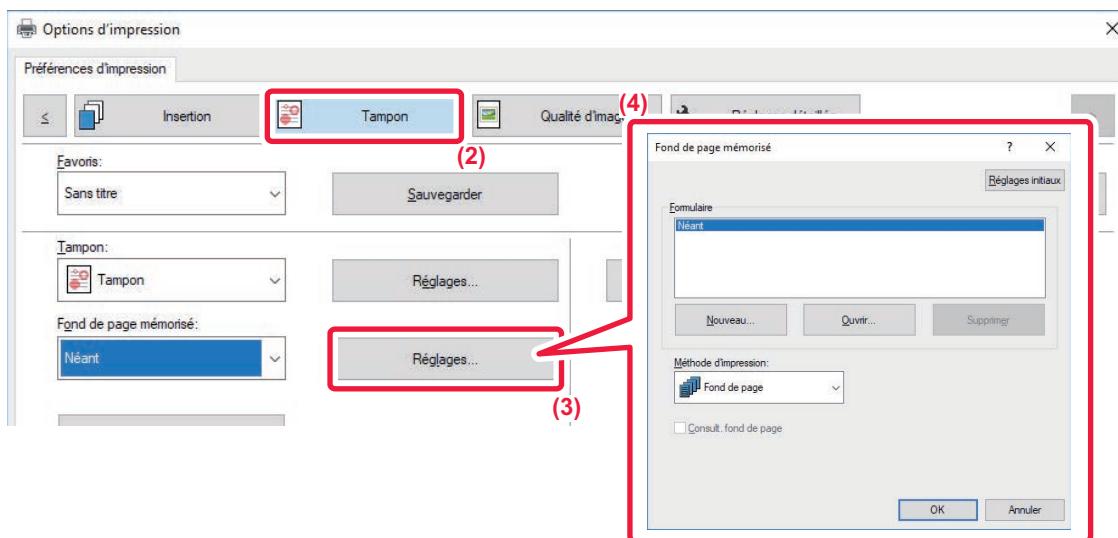 Options d'impression
Préférences d'impression
< Insertion Tampon Qualité d'imag (4)
(2)
Favoris:
Sans titre Sauvegarder
Tampon:
Tampon Réglages...
Fond de page mémorisé:
Néant Réglages...
(3)
Fond de page mémorisé ?
Réglages initiaux
Formulaire
Néant
Nouveau... Ouvrir... Supprimer
Méthode d'impression:
Fond de page
Consult. fond de page
OK Annuler